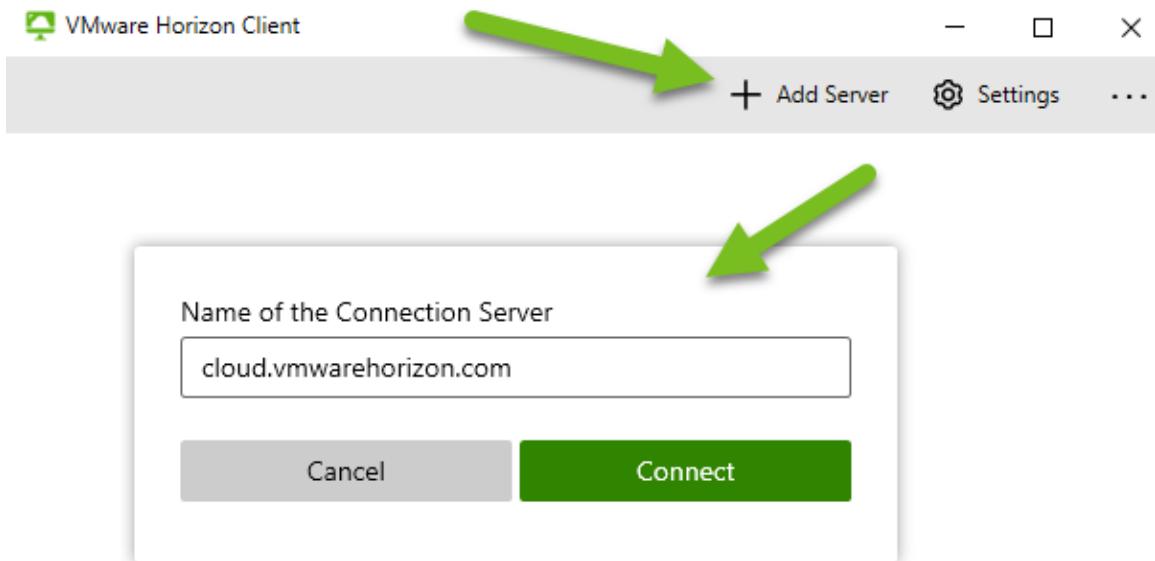 VMware Horizon Client
Add Server Settings
Name of the Connection Server
cloud.vmwarehorizon.com
Cancel Connect